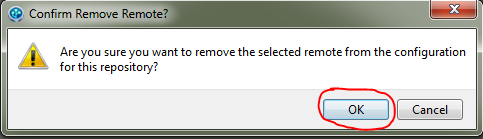 Confirm Remove Remote?
Are you sure you want to remove the selected remote from the configuration
for this repository?
OK
Cancel